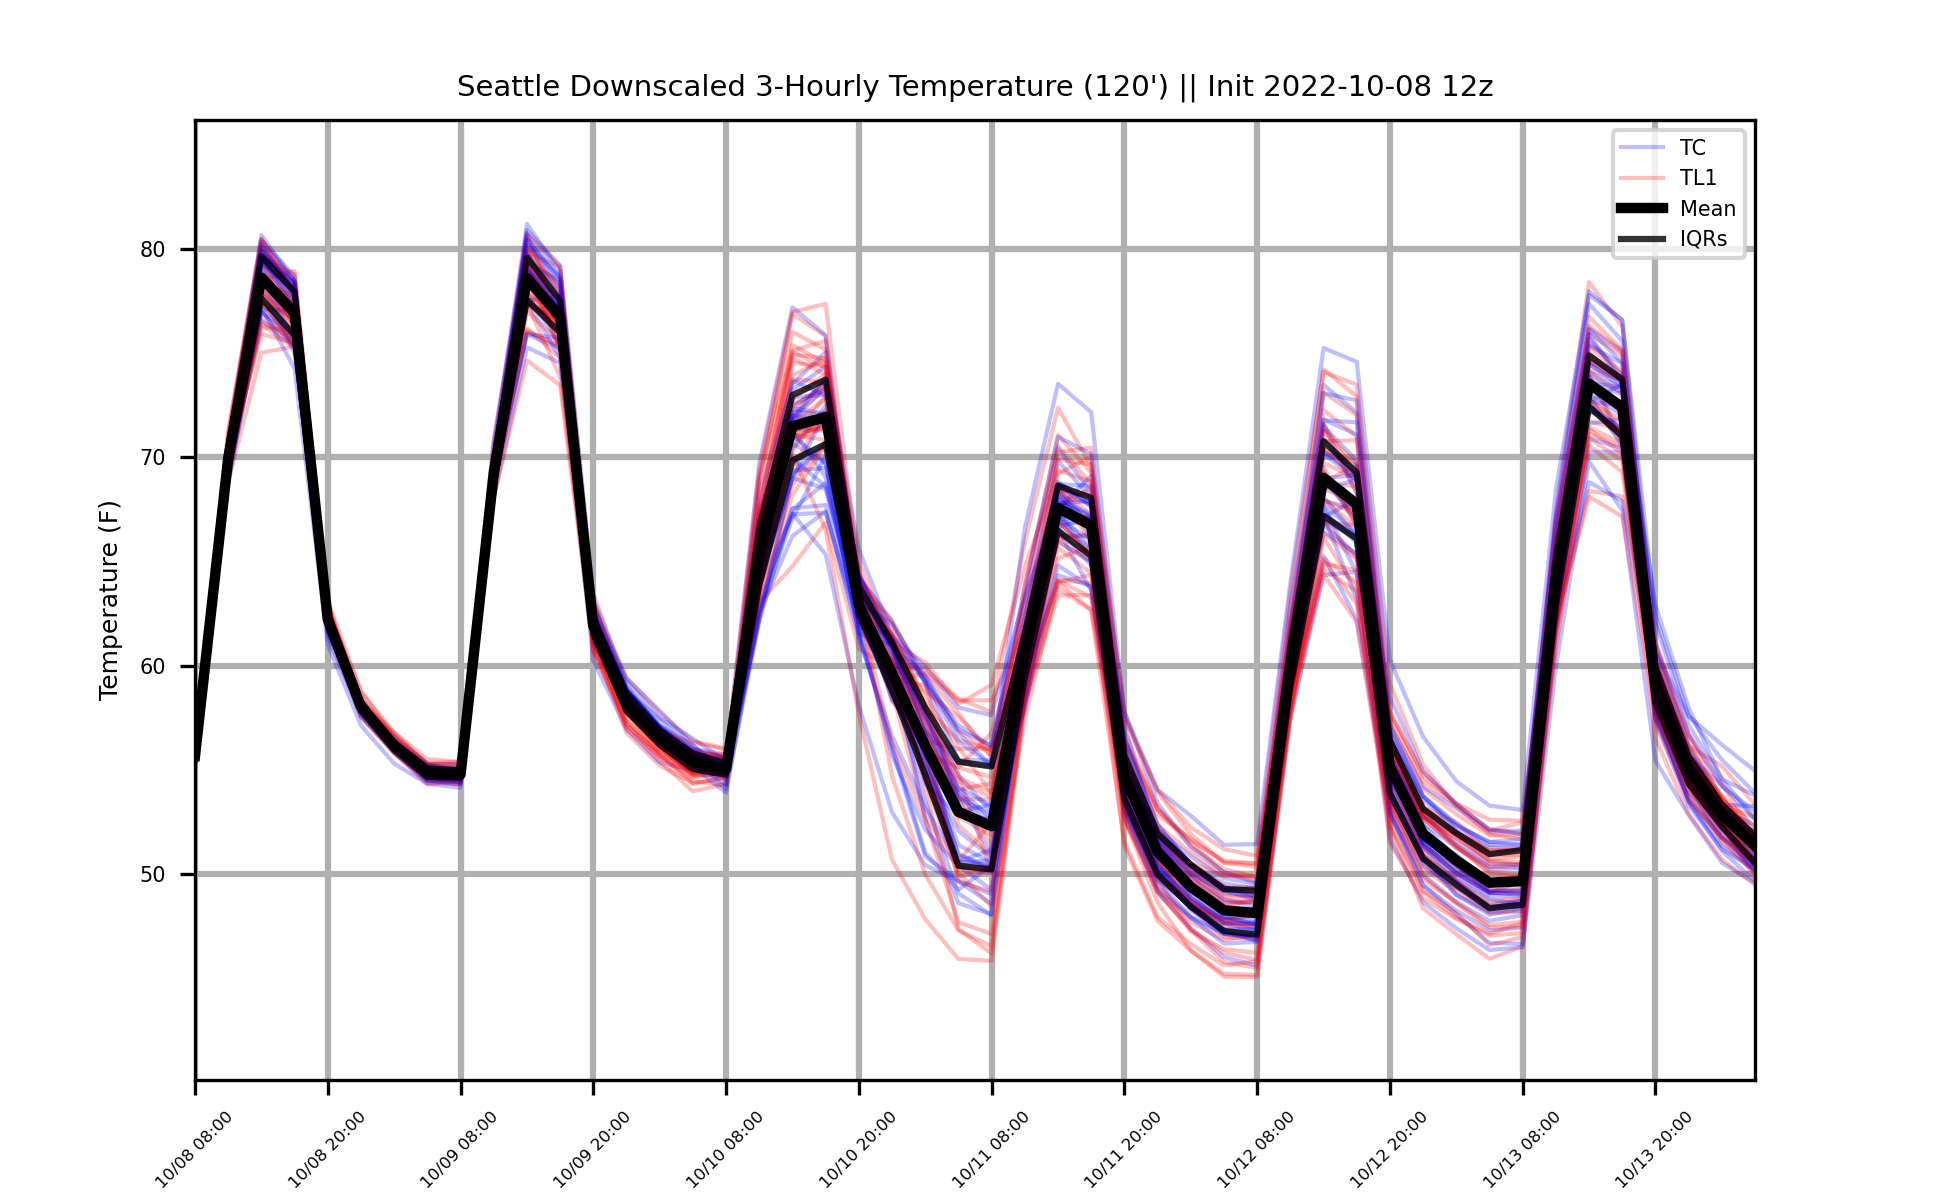 Seattle Downscaled 3-Hourly Temperature (120') || Init 2022-10-08 12z
TC
TL1
Mean
IQRs
Temperature (F)
80
70
60
50
10/08 08:00
10/08 20:00
10/09 08:00
10/09 20:00
10/10 08:00
10/10 20:00
10/11 08:00
10/11 20:00
10/12 08:00
10/12 20:00
10/13 08:00
10/13 20:00